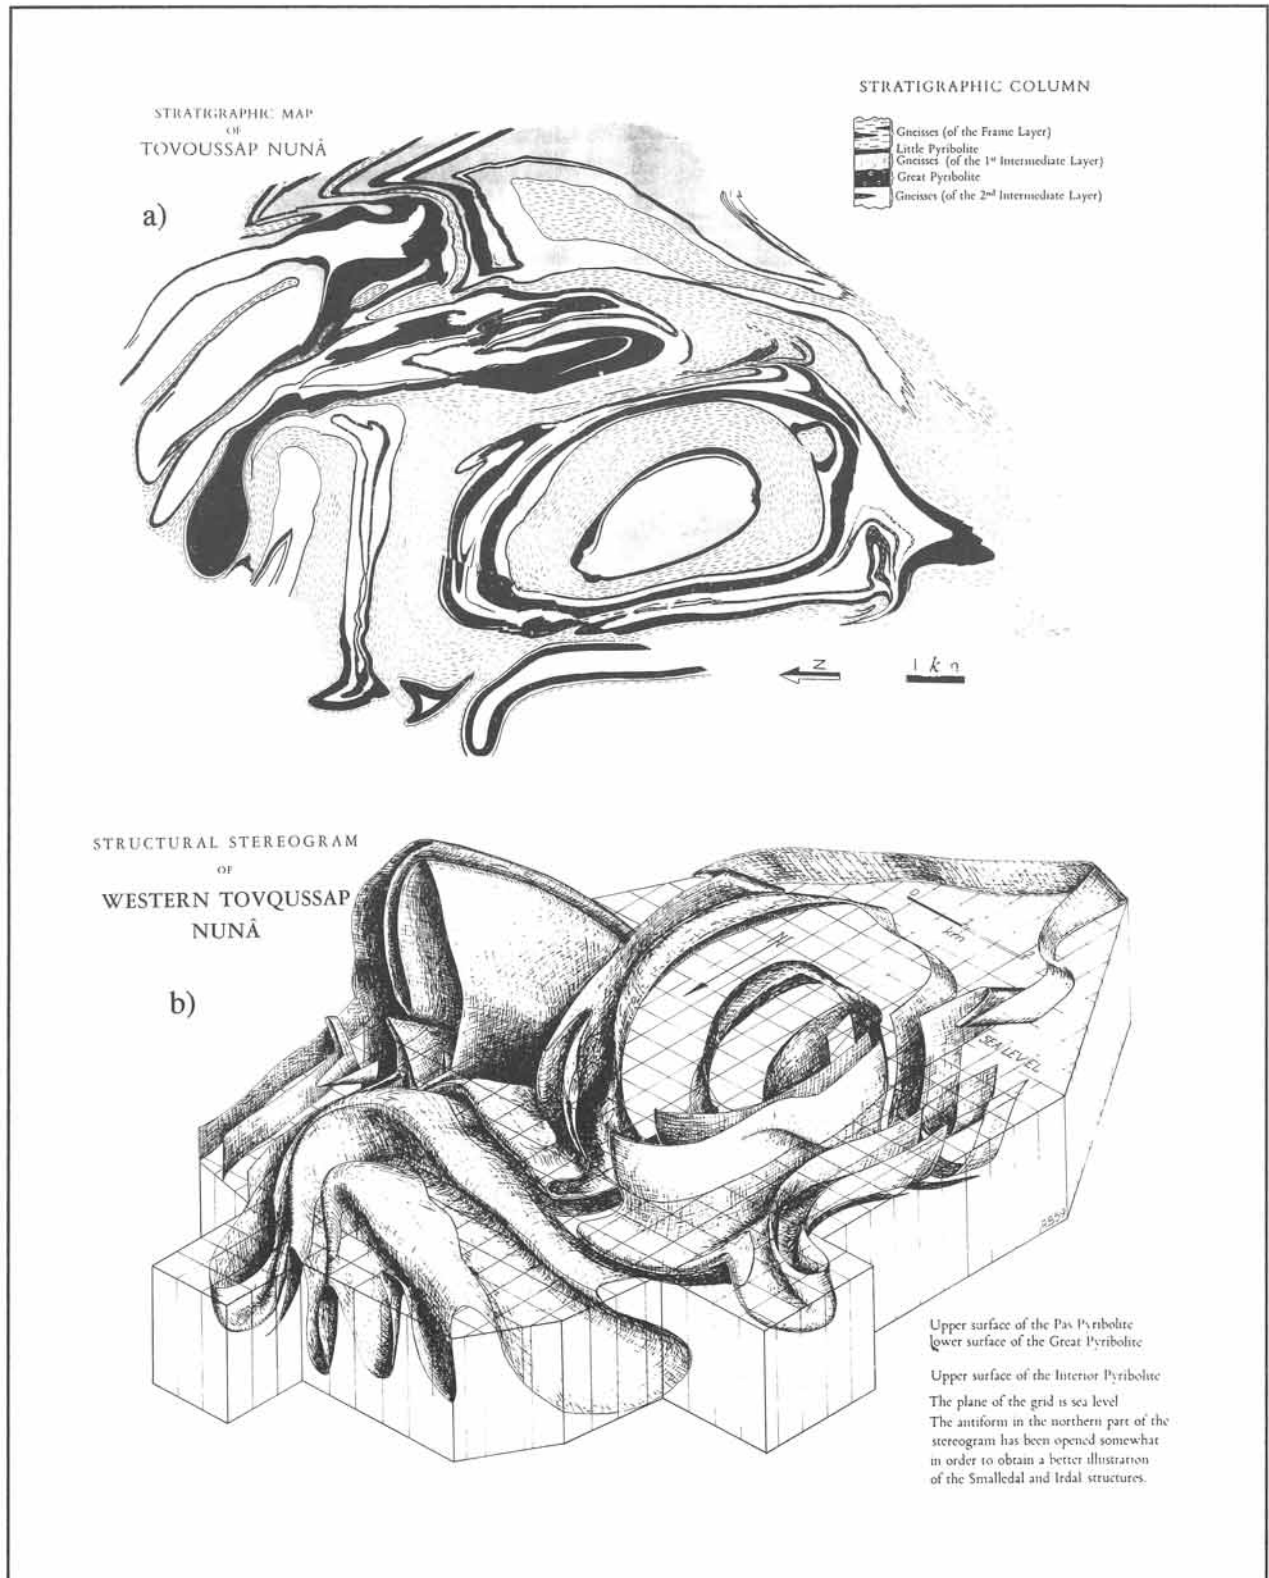 STRATIGRAPHIC MAP
OF
TOVOUSSAP NUNÂ
a)
STRATIGRAPHIC COLUMN
Gneisses (of the Frame Layer)
Little Pyribolite
Gneisses (of the 1st Intermediate Layer)
Great Pyribolite
Gneisses (of the 2nd Intermediate Layer)
N
1 k
STRUCTURAL STEREOGRAM
OF
WESTERN TOVQUSSAP
NUNÂ
b)
N
0
km
SEA LEVEL
Upper surface of the Pas Pyribolite
lower surface of the Great Pyribolite
Upper surface of the Interior Pyribolite
The plane of the grid is sea level
The antiform in the northern part of the
stereogram has been opened somewhat
in order to obtain a better illustration
of the Smalledal and Irdal structures.